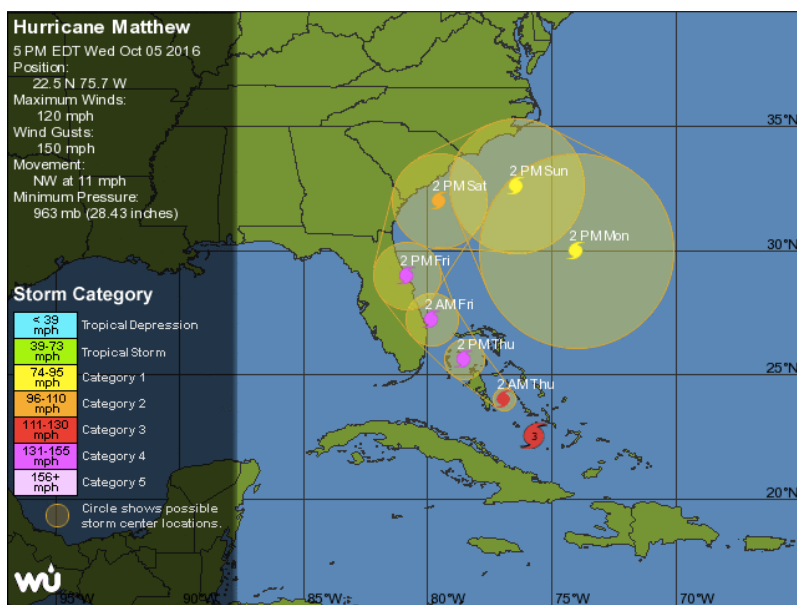 Hurricane Matthew
5 PM EDT Wed Oct 05 2016
Position:
22.5 N 75.7 W
Maximum Winds:
120 mph
Wind Gusts:
150 mph
Movement:
NW at 11 mph
Minimum Pressure:
963 mb (28.43 inches)
Storm Category
< 39 mph Tropical Depression
39-73 mph Tropical Storm
74-95 mph Category 1
96-110 mph Category 2
111-130 mph Category 3
131-155 mph Category 4
156+ mph Category 5
Circle shows possible
storm center locations.
wu
2 PM Sat
2 PM Sun
2 PM Mon
2 PM Fri
2 AM Fri
2 PM Thu
2 AM Thu
3
35°N
30°N
25°N
20°N
95°W
90°W
85°W
80°W
75°W
70°W